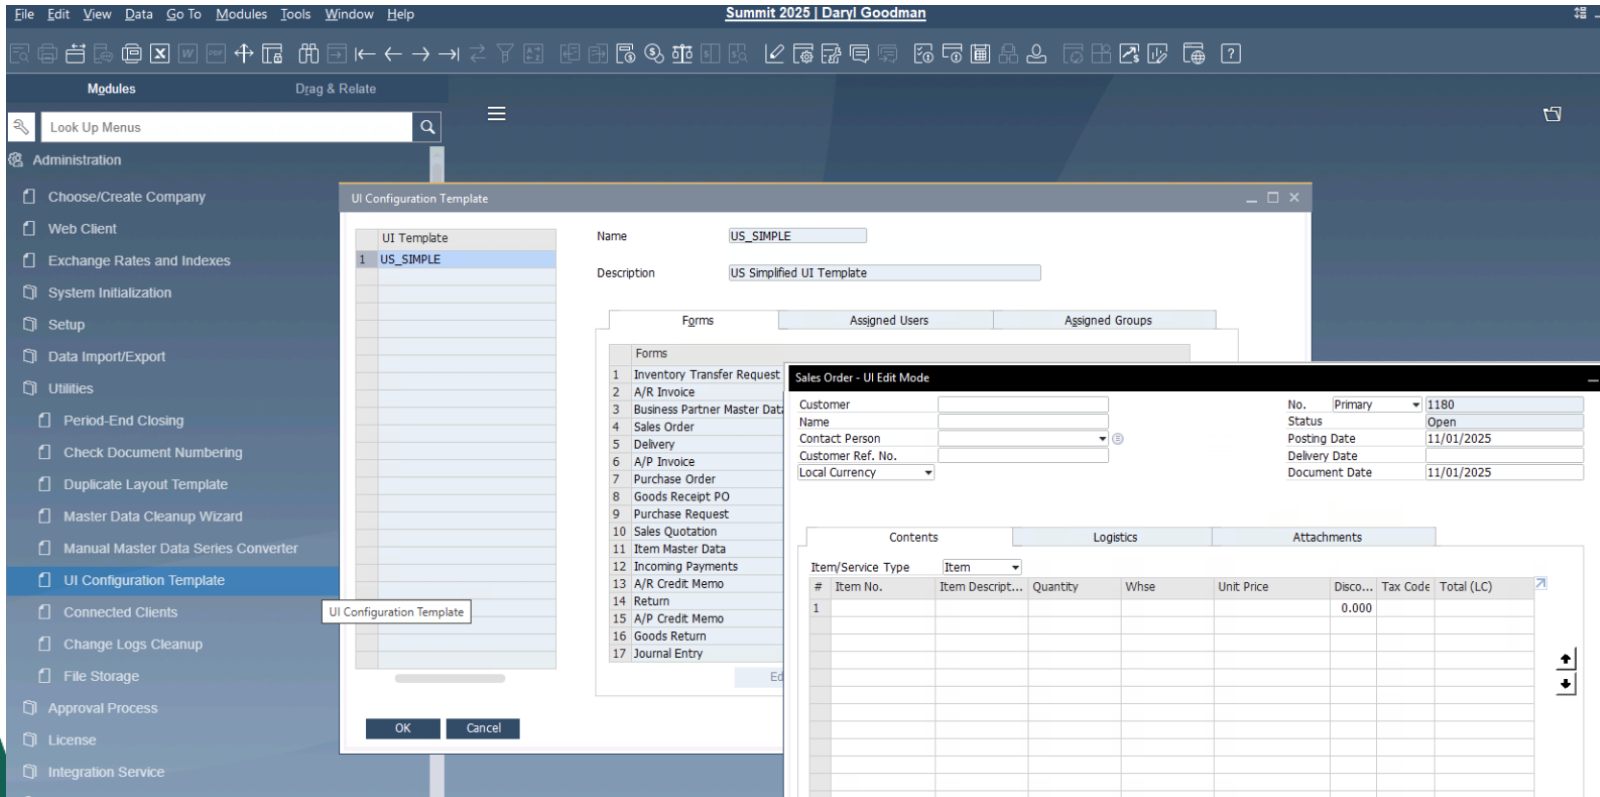 File Edit View Data Go To Modules Tools Window Help
Summit 2025 | Daryl Goodman
Modules Drag & Relate
Look Up Menus
Administration
Choose/Create Company
Web Client
Exchange Rates and Indexes
System Initialization
Setup
Data Import/Export
Utilities
Period-End Closing
Check Document Numbering
Duplicate Layout Template
Master Data Cleanup Wizard
Manual Master Data Series Converter
UI Configuration Template
Connected Clients
Change Logs Cleanup
File Storage
Approval Process
License
Integration Service
UI Configuration Template
UI Configuration Template
UI Template
1 US_SIMPLE
Name US_SIMPLE
Description US Simplified UI Template
Forms Assigned Users Assigned Groups
Forms
1 Inventory Transfer Request
2 A/R Invoice
3 Business Partner Master Data
4 Sales Order
5 Delivery
6 A/P Invoice
7 Purchase Order
8 Goods Receipt PO
9 Purchase Request
10 Sales Quotation
11 Item Master Data
12 Incoming Payments
13 A/R Credit Memo
14 Return
15 A/P Credit Memo
16 Goods Return
17 Journal Entry
Ed
OK Cancel
Sales Order - UI Edit Mode
Customer
Name
Contact Person
Customer Ref. No.
Local Currency
No. Primary 1180
Status Open
Posting Date 11/01/2025
Delivery Date
Document Date 11/01/2025
Contents Logistics Attachments
Item/Service Type Item
# Item No. Item Descript... Quantity Whse Unit Price Disco... Tax Code Total (LC)
1 0.000